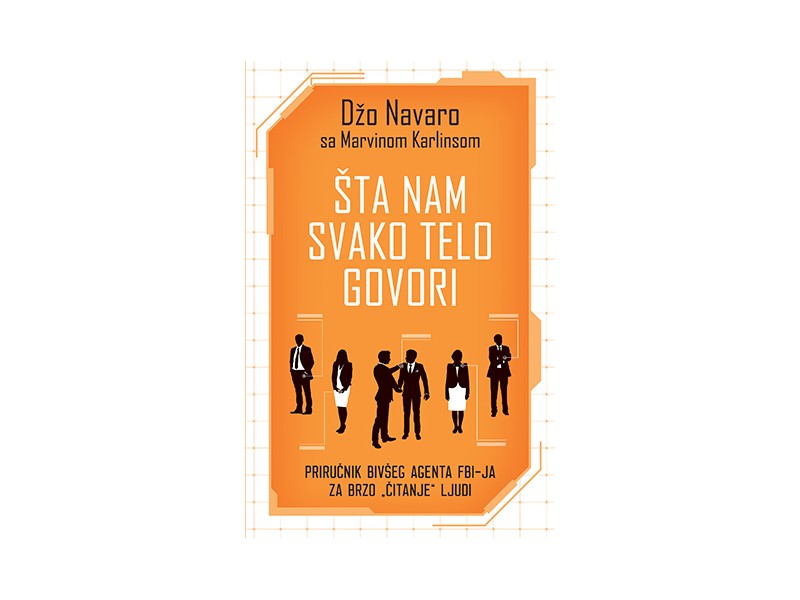 Džo Navaro
sa Marvinom Karlinsom
ŠTA NAM
SVAKO TELO
GOVORI
PRIRUČNIK BIVŠEG AGENTA FBI-JA
ZA BRZO „ČITANJE“ LJUDI